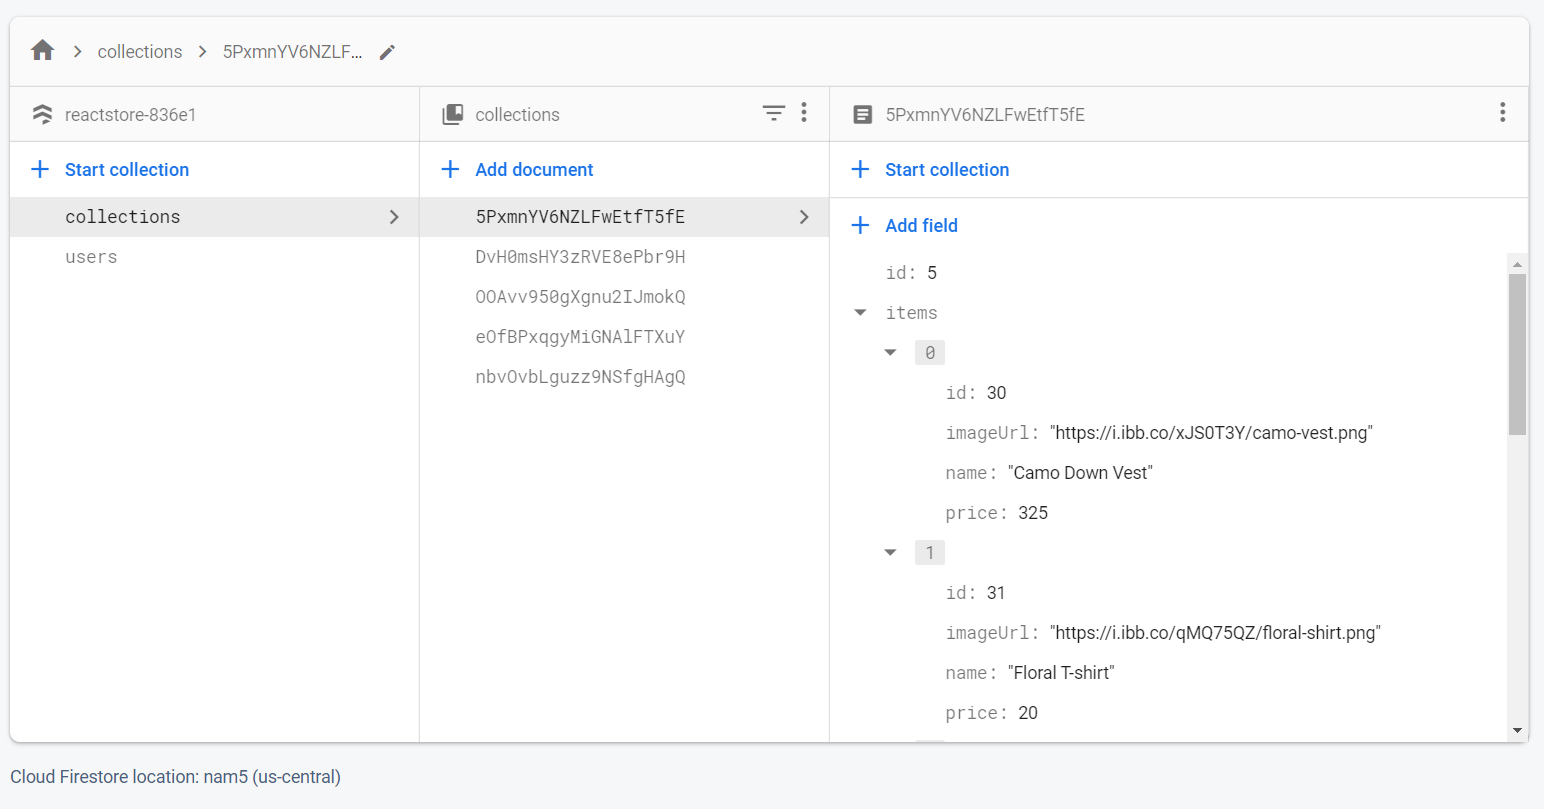 collections
5PxmnYV6NZLF...
reactstore-836e1
Start collection
collections
users
collections
Add document
5PxmnYV6NZLFwEtfT5fE
DvH0msHY3zRVE8ePbr9H
OOAvv950gXgnu2IJmokQ
eOfBPxqgyMiGNAlFTXuY
nbvOvbLguzz9NSfgHAgQ
5PxmnYV6NZLFwEtfT5fE
Start collection
Add field
id: 5
items
0
id: 30
imageUrl: "https://i.ibb.co/xJS0T3Y/camo-vest.png"
name: "Camo Down Vest"
price: 325
1
id: 31
imageUrl: "https://i.ibb.co/qMQ75QZ/floral-shirt.png"
name: "Floral T-shirt"
price: 20
Cloud Firestore location: nam5 (us-central)